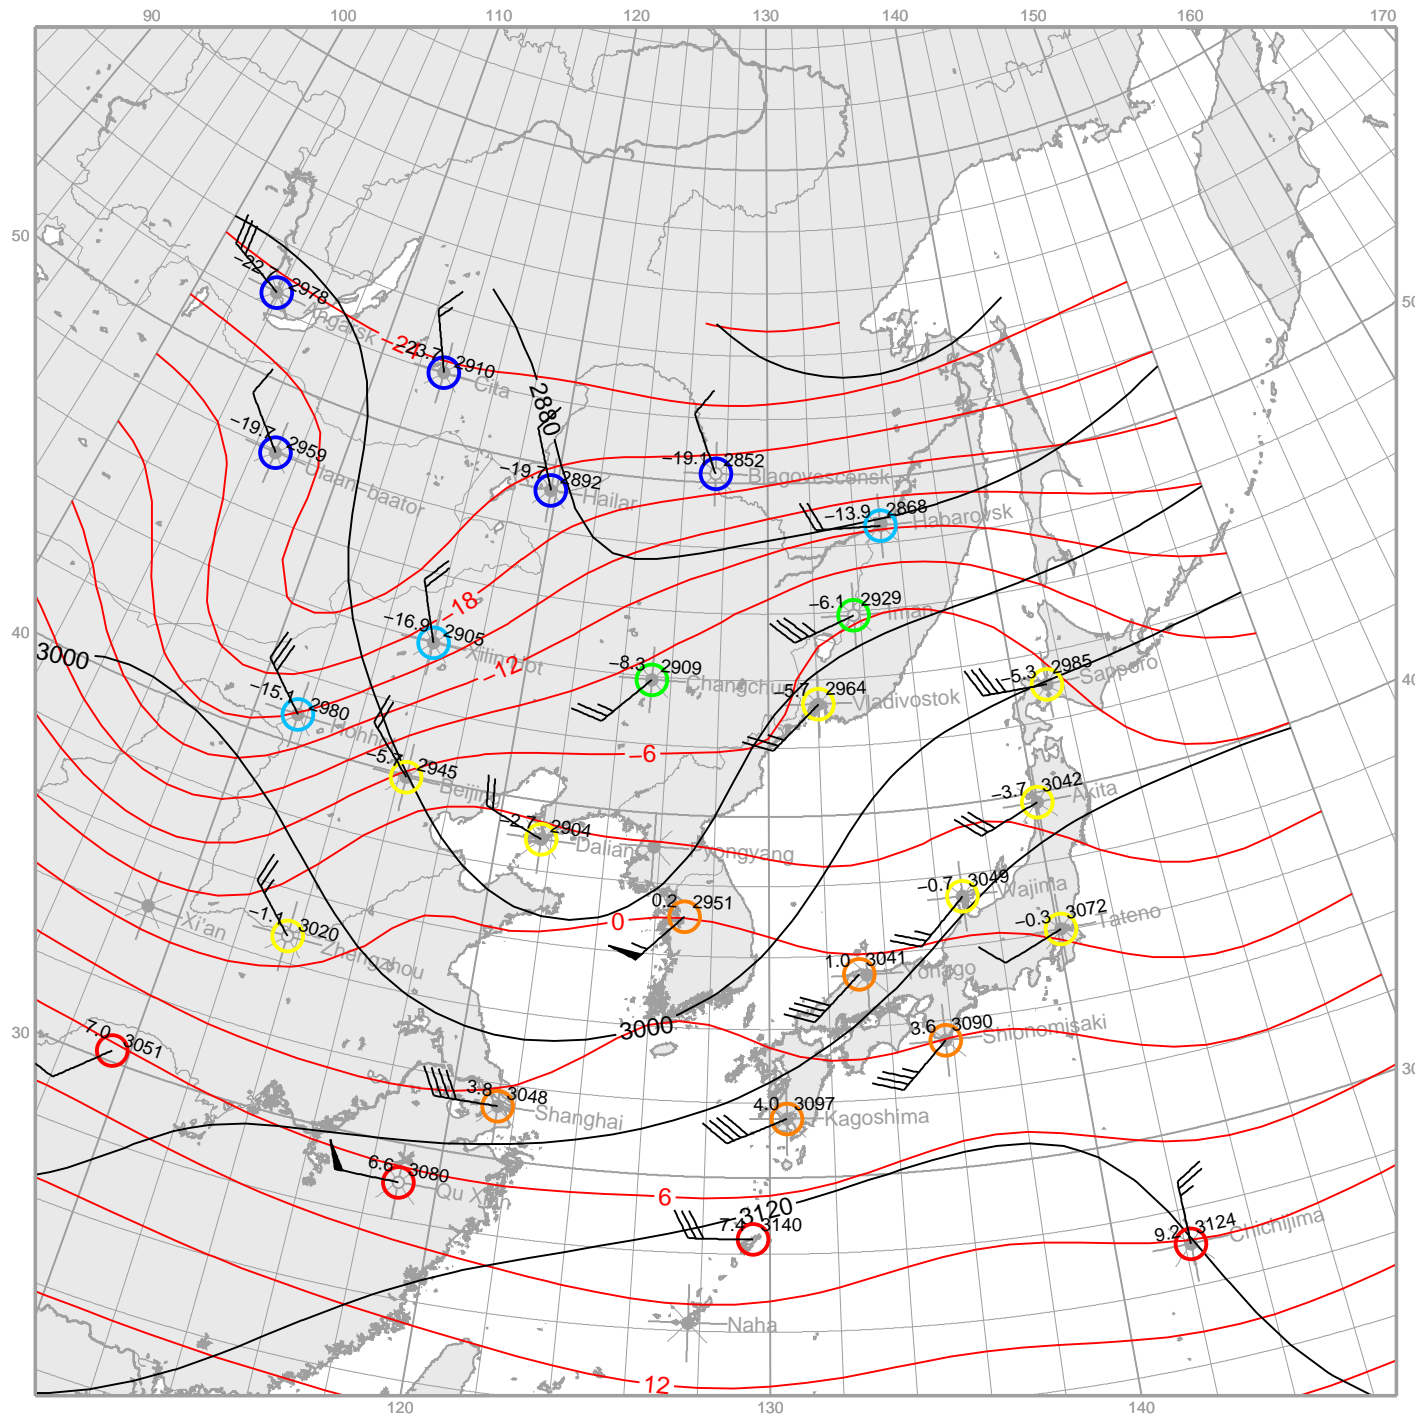 90 100 110 120 130 140 150 160 170
50
−22 2978
Angarsk
−24
−23.7 2910
Cita
2880
−19.7 2959
Ulaan-baator
−19.7 2892
Hailar
−19.1 2852
Blagovescensk
−13.9 2868
Habarovsk
−18
−6.1 2929
Iman
40
3000
−16.9 2905
Xilin Hot
−12
−8.3 2909
Changchun
−5.3 2985
Sapporo
−5.7 2964
Vladivostok
−15.1 2980
Hohhot
−6
−5.7 2945
Beijing
−3.7 3042
Akita
−2.7 2904
Dalian
Pyongyang
−0.7 3049
Wajima
0.2 2951
0
−0.3 3072
Tateno
Xi'an
−1.1 3020
Zhengzhou
1.0 3041
Yonago
30
3000
3.6 3090
Shionomisaki
7.0 3051
3.8 3048
Shanghai
4.0 3097
Kagoshima
6.6 3080
Qu Xian
6
3120
7.4 3140
9.2 3124
Chichijima
Naha
12
120 130 140